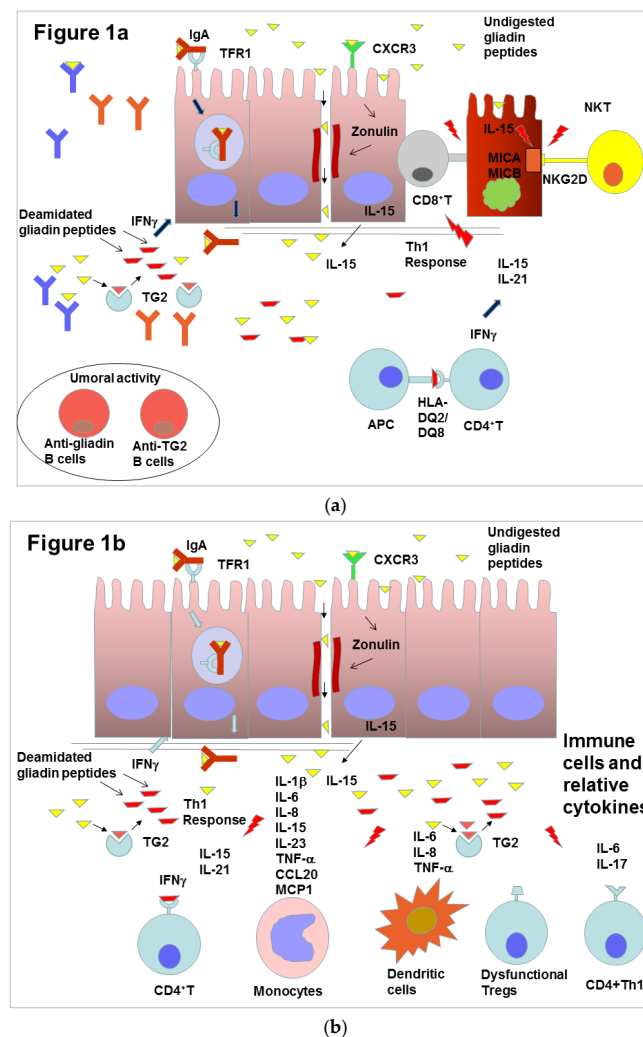 Figure 1a
IgA
TFR1
CXCR3
Undigested
gliadin
peptides
Zonulin
IL-15
NKT
MICA
MICB
NKG2D
CD8+T
IL-15
Deamidated
gliadin peptides
IFNγ
IL-15
Th1
Response
IL-15
IL-21
TG2
IFNγ
Umoral activity
Anti-gliadin
B cells
Anti-TG2
B cells
APC
HLA-
DQ2/
DQ8
CD4+T
(a)
Figure 1b
IgA
TFR1
CXCR3
Undigested
gliadin
peptides
Zonulin
IL-15
Immune
cells and
relative
cytokines
Deamidated
gliadin peptides
IFNγ
Th1
Response
TG2
IL-15
IL-21
IL-1β
IL-6
IL-8
IL-15
IL-23
TNF-α
CCL20
MCP1
IL-15
IL-6
IL-8
TNF-α
TG2
IL-6
IL-17
IFNγ
CD4+T
Monocytes
Dendritic
cells
Dysfunctional
Tregs
CD4+Th1
(b)